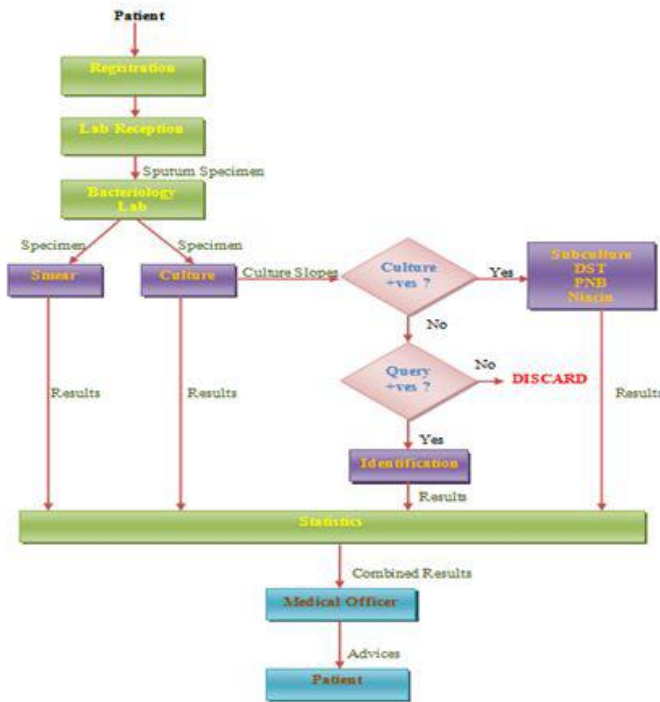 Patient
Registration
Lab Reception
Sputum Specimen
Bacteriology
Lab
Specimen
Specimen
Smear
Culture
Culture Slopes
Culture
+ves ?
Yes
Subculture
DST
PNB
Niacin
No
Query
+ves ?
No
DISCARD
Results
Results
Results
Yes
Identification
Results
Statistics
Combined Results
Medical Officer
Advices
Patient